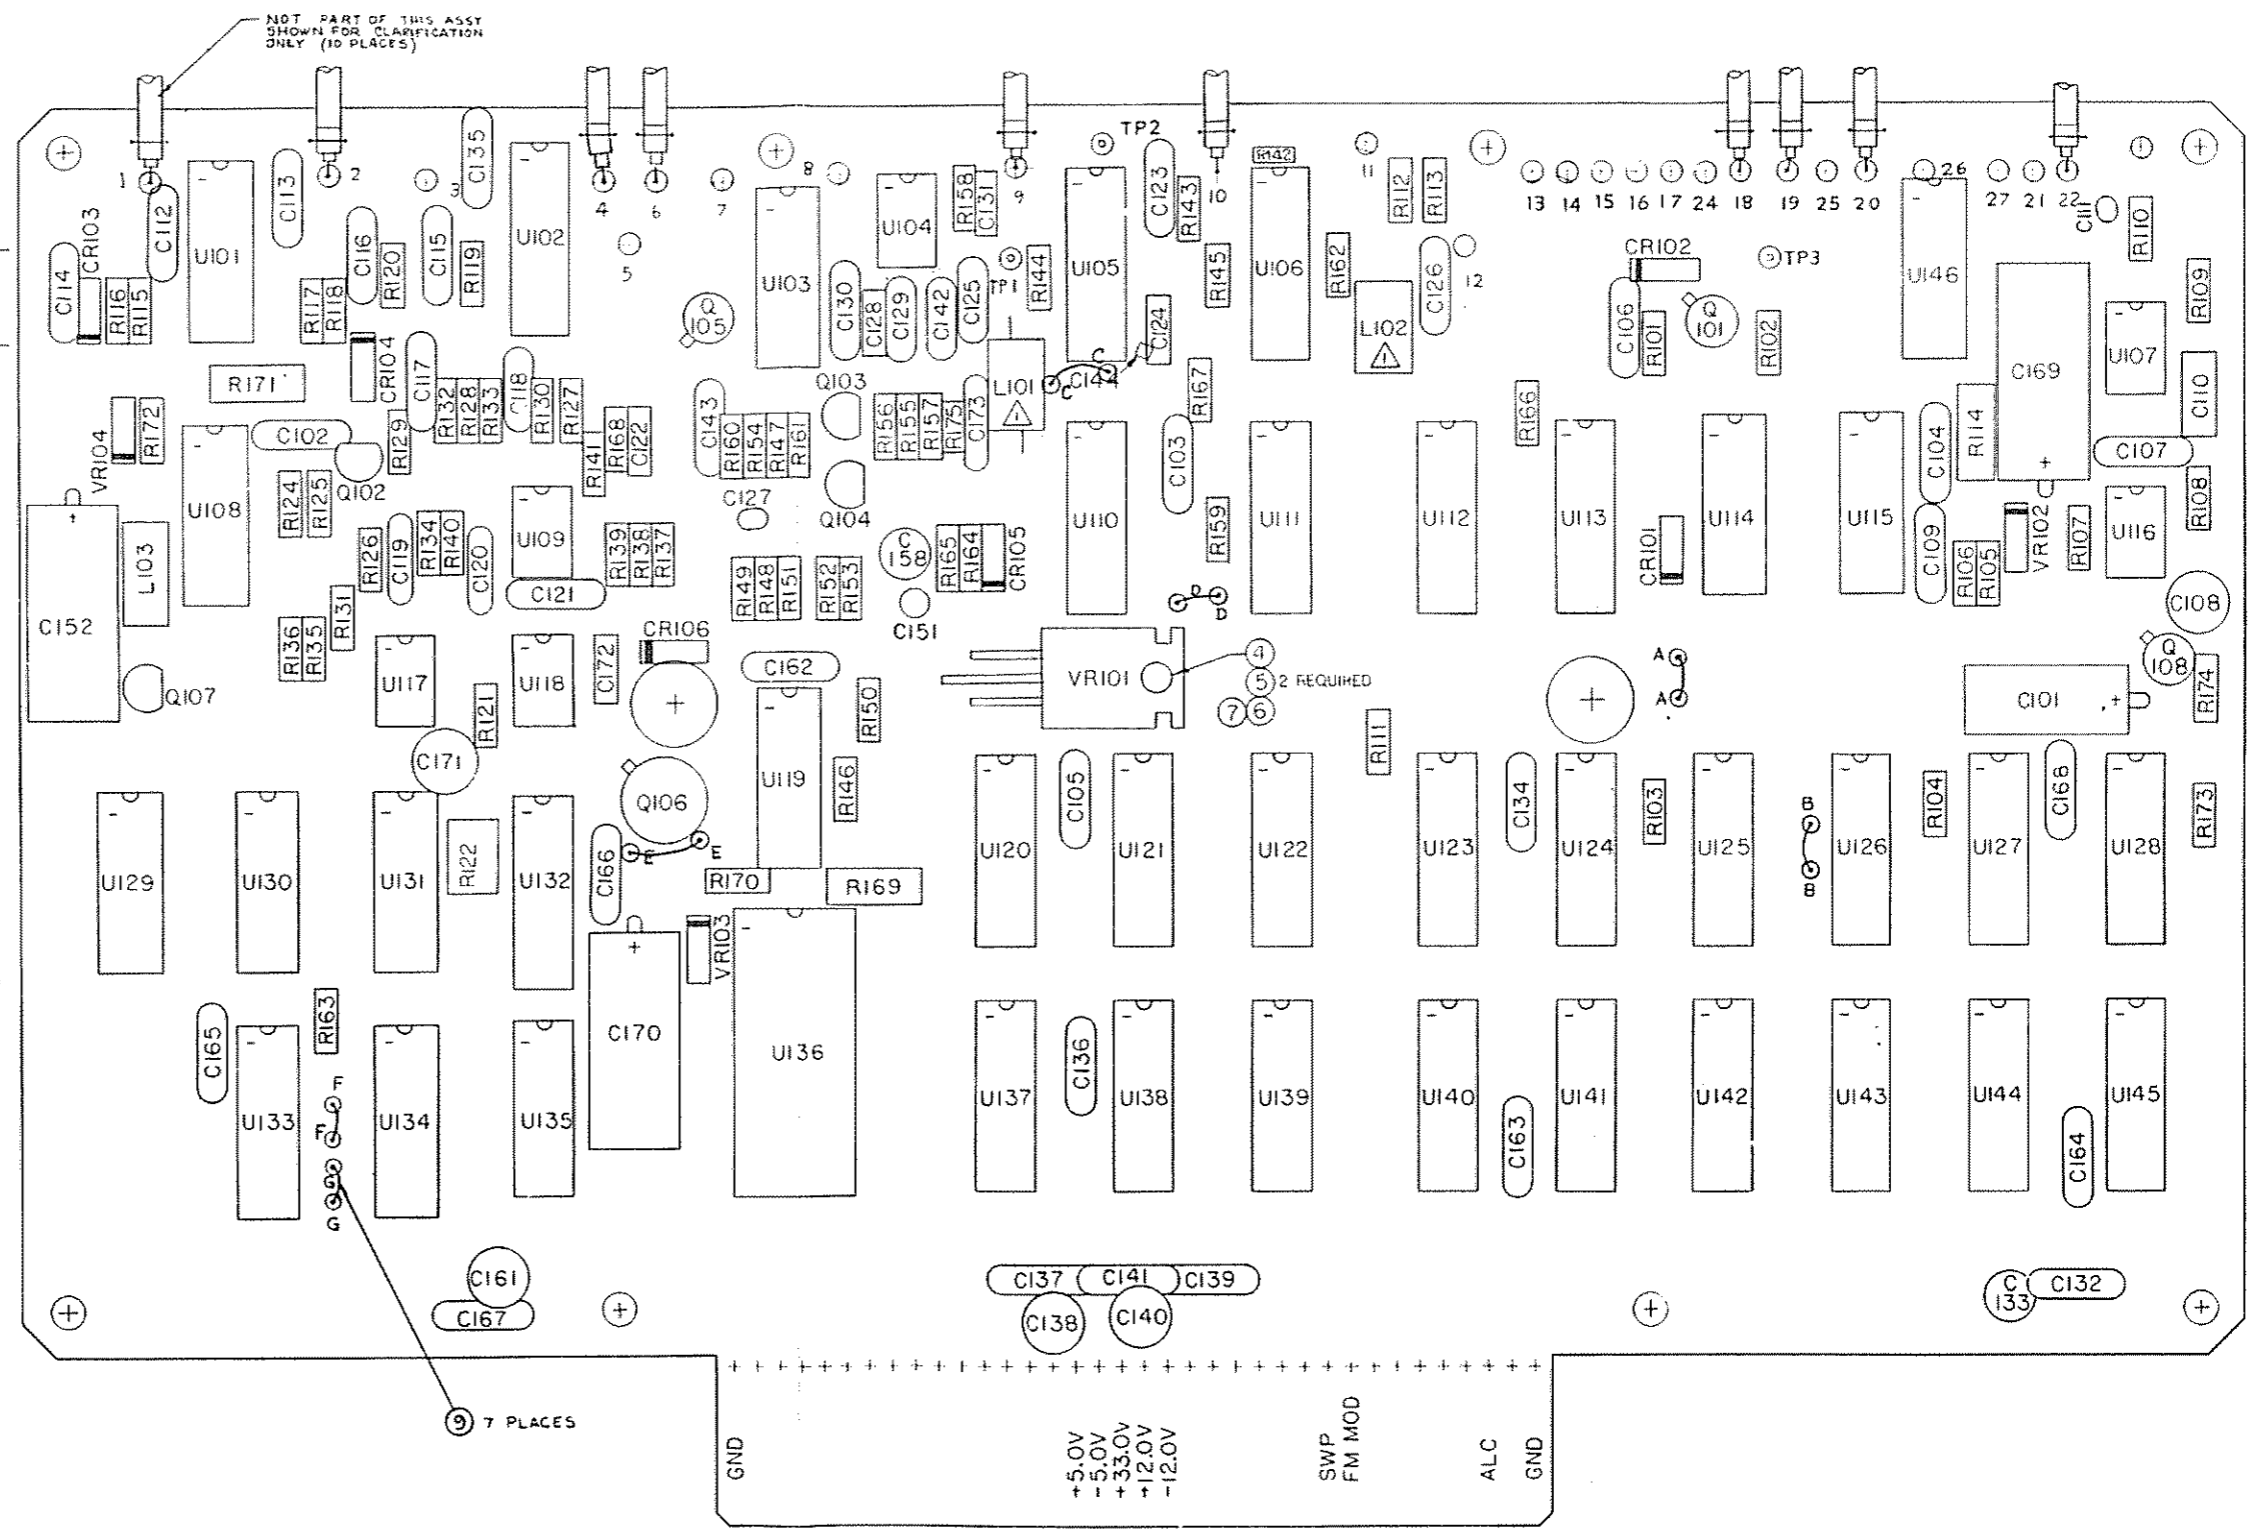 NOT PART OF THIS ASSY
SHOWN FOR CLARIFICATION
ONLY (10 PLACES)
1
2
3
4
5
6
7
8
9
TP2
10
11
12
13
14
15
16
17
24
18
19
25
20
26
27
21
22
C114
CR103
R116
R115
C112
U101
C113
R117
R118
C116
R120
C115
R119
C135
U102
Q
105
U103
C130
C128
C129
U104
C142
R158
C131
C125
TP1
R144
U105
C123
R143
R145
C124
R142
U106
R162
R112
R113
C126
L102
CR102
C106
R101
Q
101
R102
TP3
U146
C169
C111
R110
R109
U107
C110
R171
CR104
C117
R132
R128
R133
C118
R130
R127
R141
R168
C122
C143
R160
R154
R147
R161
Q103
Q104
R156
R155
R157
R175
C173
L101
C
C
C144
R167
R166
VR104
R172
U108
C102
Q102
R129
R124
R125
C127
C103
U110
R159
U111
U112
U113
CR101
U114
U115
C104
R114
C107
R108
C109
R106
R105
VR102
R107
U116
C152
L103
R126
C119
R134
R140
C120
U109
C121
R139
R138
R137
R149
R148
R151
R152
R153
C
158
R165
R164
CR105
C151
D
D
C108
R136
R135
R131
Q107
U117
R121
U118
C172
CR106
C162
R150
VR101
4
5
2 REQUIRED
7
6
A
A
R111
C101
+
Q
108
R174
C171
Q106
U119
R146
U120
C105
U121
U122
U123
C134
U124
R103
U125
B
B
U126
R104
U127
C168
U128
R173
U129
U130
U131
R122
U132
C166
E
E
R170
R169
VR103
C165
R163
U133
F
F
G
G
U134
U135
C170
U136
U137
C136
U138
U139
U140
C163
U141
U142
U143
U144
C164
U145
C161
C167
C137
C141
C139
C138
C140
C
133
C132
9
7 PLACES
GND
+5.0V
-5.0V
+33.0V
+12.0V
-12.0V
SWP
FM MOD
ALC
GND